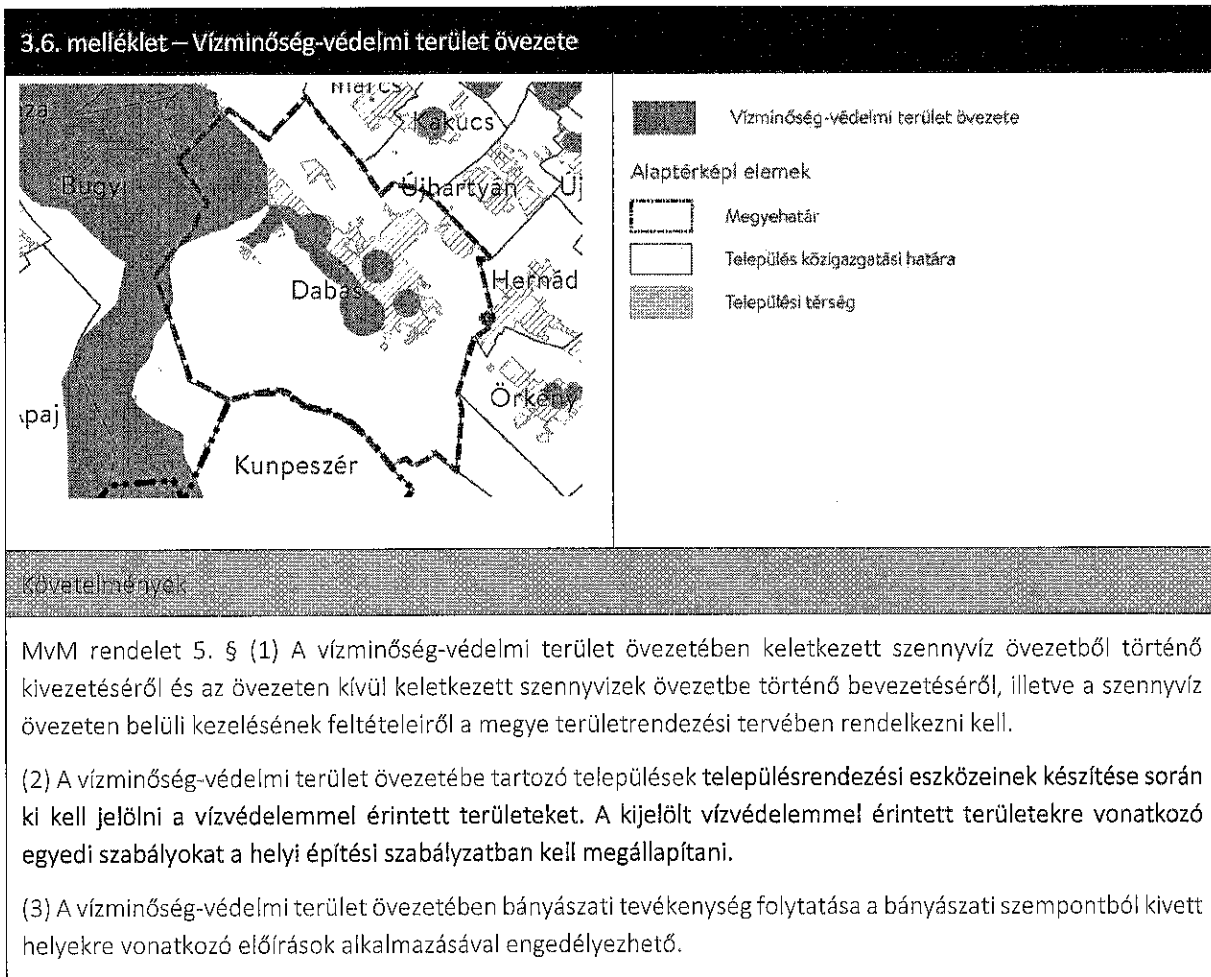 3.6. melléklet – Vízminőség-védelmi terület övezete
Kakucs
Bugyi
Újhartyán
Új
Dabas
Hernád
Örkény
Kunpeszér
Vízminőség-védelmi terület övezete
Alaptérképi elemek
Megyehatár
Település közigazgatási határa
Települési térség
Követelmények
MvM rendelet 5. § (1) A vízminőség-védelmi terület övezetében keletkezett szennyvíz övezetből történő
kivezetéséről és az övezeten kívül keletkezett szennyvizek övezetbe történő bevezetéséről, illetve a szennyvíz
övezeten belüli kezelésének feltételeiről a megye területrendezési tervében rendelkezni kell.
(2) A vízminőség-védelmi terület övezetébe tartozó települések településrendezési eszközeinek készítése során
ki kell jelölni a vízvédelemmel érintett területeket. A kijelölt vízvédelemmel érintett területekre vonatkozó
egyedi szabályokat a helyi építési szabályzatban kell megállapítani.
(3) A vízminőség-védelmi terület övezetében bányászati tevékenység folytatása a bányászati szempontból kivett
helyekre vonatkozó előírások alkalmazásával engedélyezhető.